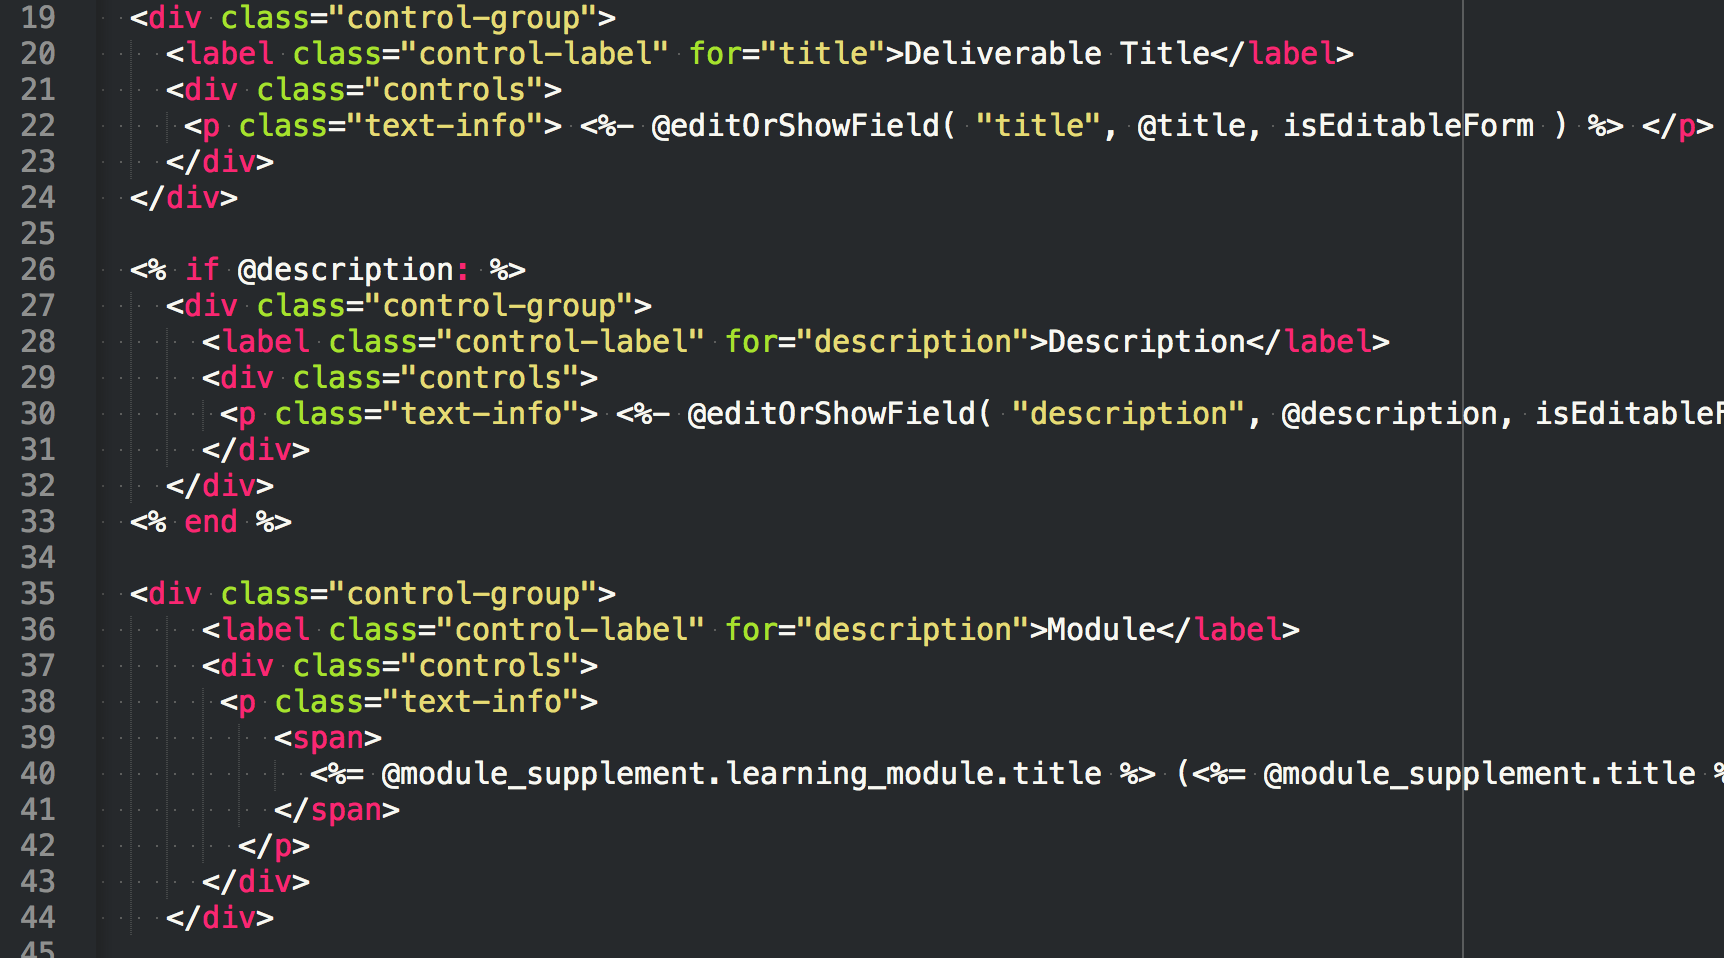 19 <div class="control-group">
20 <label class="control-label" for="title">Deliverable Title</label>
21 <div class="controls">
22 <p class="text-info"> <%- @editOrShowField( "title", @title, isEditableForm ) %> </p>
23 </div>
24 </div>
25
26 <% if @description: %>
27 <div class="control-group">
28 <label class="control-label" for="description">Description</label>
29 <div class="controls">
30 <p class="text-info"> <%- @editOrShowField( "description", @description, isEditableF
31 </div>
32 </div>
33 <% end %>
34
35 <div class="control-group">
36 <label class="control-label" for="description">Module</label>
37 <div class="controls">
38 <p class="text-info">
39 <span>
40 <%= @module_supplement.learning_module.title %> (<%= @module_supplement.title %
41 </span>
42 </p>
43 </div>
44 </div>
45